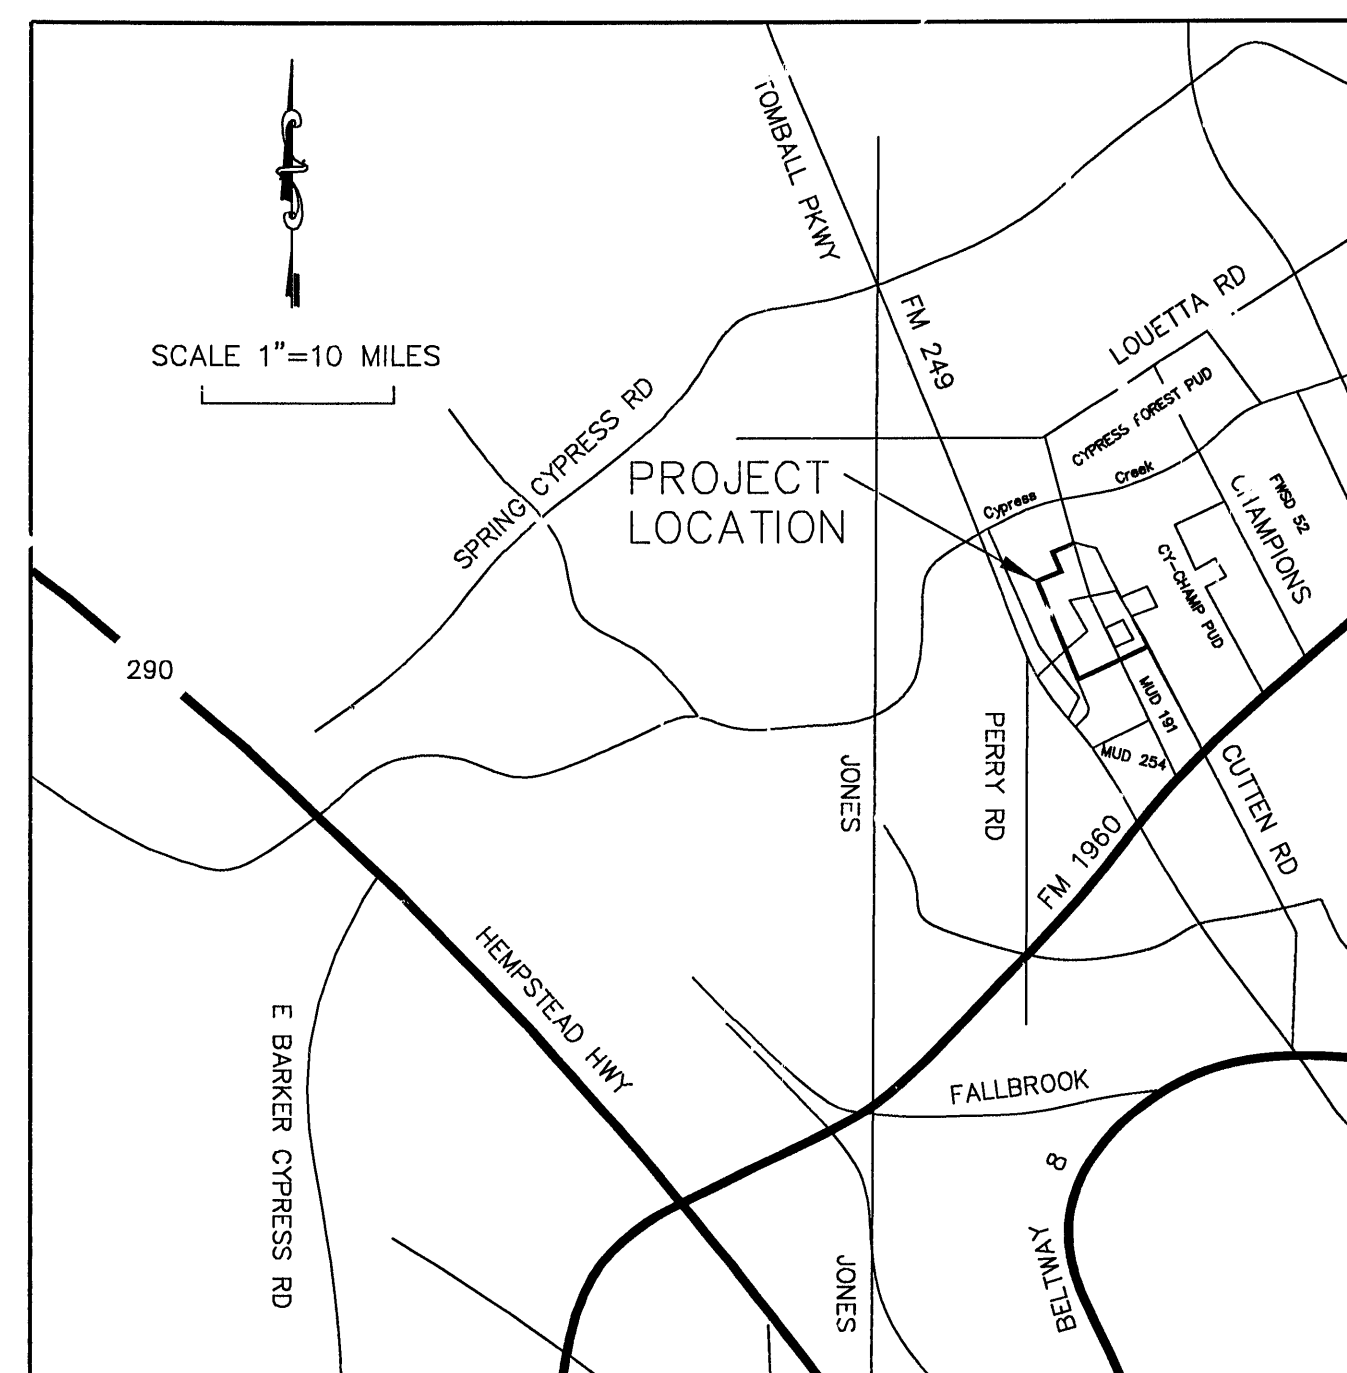 TOMBALL PKWY
SCALE 1"=10 MILES
FM 249
LOUETTA RD
SPRING CYPRESS RD
CYPRESS FOREST PUD
PROJECT
LOCATION
Cypress Creek
FWSD 52
CHAMPIONS
CY-CHAMP PUD
290
MUD 191
MUD 254
PERRY RD
JONES
CUTTEN RD
FM 1960
HEMPSTEAD HWY
E BARKER CYPRESS RD
FALLBROOK
BELTWAY 8
JONES